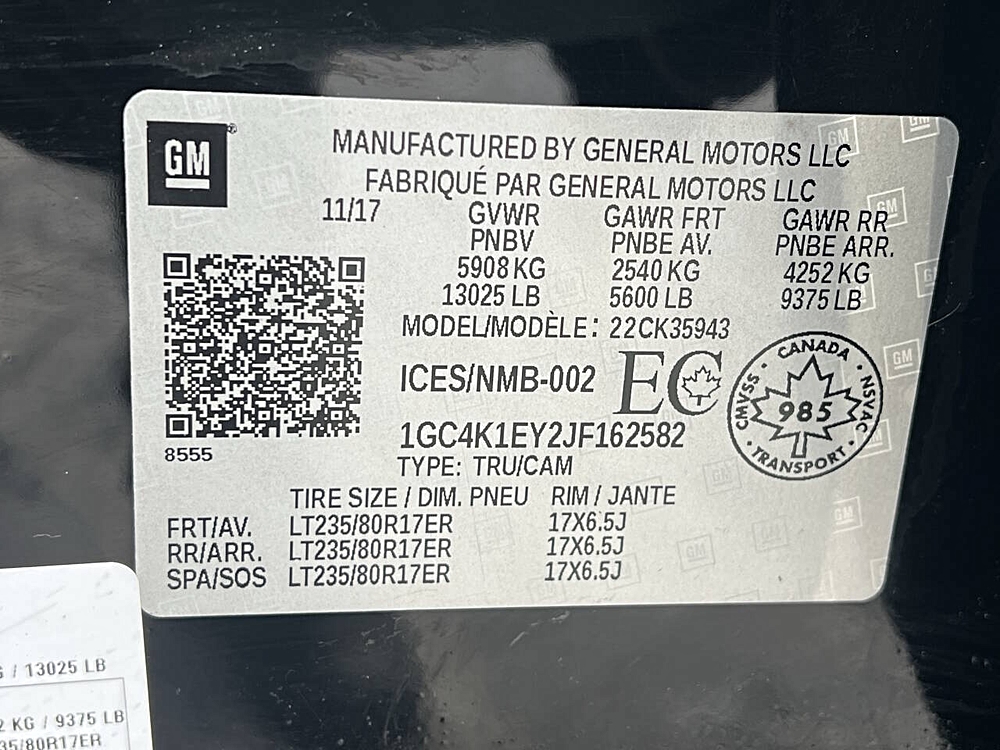 GM
MANUFACTURED BY GENERAL MOTORS LLC
FABRIQUÉ PAR GENERAL MOTORS LLC
11/17 GVWR GAWR FRT GAWR RR
PNBV PNBE AV. PNBE ARR.
5908 KG 2540 KG 4252 KG
13025 LB 5600 LB 9375 LB
MODEL/MODÈLE: 22CK35943
ICES/NMB-002 EC
CANADA
CMVSS 985 NSVAC
TRANSPORT
1GC4K1EY2JF162582
8555
TYPE: TRU/CAM
TIRE SIZE / DIM. PNEU RIM / JANTE
FRT/AV. LT235/80R17ER 17X6.5J
RR/ARR. LT235/80R17ER 17X6.5J
SPA/SOS LT235/80R17ER 17X6.5J
/ 13025 LB
2 KG / 9375 LB
35/80R17ER